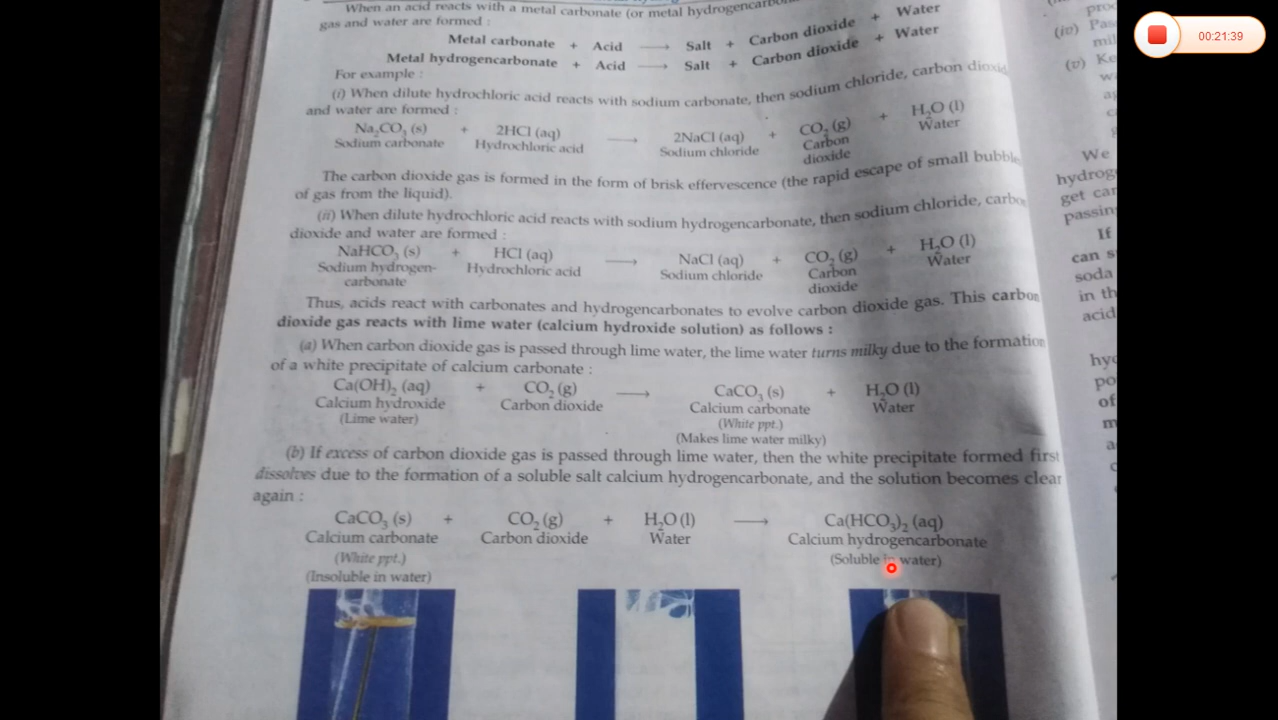 When an acid reacts with a metal carbonate (or metal
gas and water are formed :
Metal carbonate + Acid ⟶ Salt + Carbon dioxide + Water
Metal hydrogencarbonate + Acid ⟶ Salt + Carbon dioxide + Water
For example :
(i) When dilute hydrochloric acid reacts with sodium carbonate, then sodium chloride, carbon
and water are formed :
Na₂CO₃ (s) + 2HCl (aq) ⟶ 2NaCl (aq) + CO₂ (g) + H₂O (l)
Sodium carbonate Hydrochloric acid Sodium chloride Carbon Water
dioxide
The carbon dioxide gas is formed in the form of brisk effervescence (the rapid escape of small
of gas from the liquid).
(ii) When dilute hydrochloric acid reacts with sodium hydrogencarbonate, then sodium chloride,
dioxide and water are formed :
NaHCO₃ (s) + HCl (aq) ⟶ NaCl (aq) + CO₂ (g) + H₂O (l)
Sodium hydrogen- Hydrochloric acid Sodium chloride Carbon Water
carbonate dioxide
Thus, acids react with carbonates and hydrogencarbonates to evolve carbon dioxide gas. This carbon
dioxide gas reacts with lime water (calcium hydroxide solution) as follows :
(a) When carbon dioxide gas is passed through lime water, the lime water turns milky due to the formation
of a white precipitate of calcium carbonate :
Ca(OH)₂ (aq) + CO₂ (g) ⟶ CaCO₃ (s) + H₂O (l)
Calcium hydroxide Carbon dioxide Calcium carbonate Water
(Lime water) (White ppt.)
(Makes lime water milky)
(b) If excess of carbon dioxide gas is passed through lime water, then the white precipitate formed first
dissolves due to the formation of a soluble salt calcium hydrogencarbonate, and the solution becomes clear
again :
CaCO₃ (s) + CO₂ (g) + H₂O (l) ⟶ Ca(HCO₃)₂ (aq)
Calcium carbonate Carbon dioxide Water Calcium hydrogencarbonate
(White ppt.) (Soluble in water)
(Insoluble in water)
(iv)
(v)
We
get
If
can
soda
in
acid
of
00:21:39